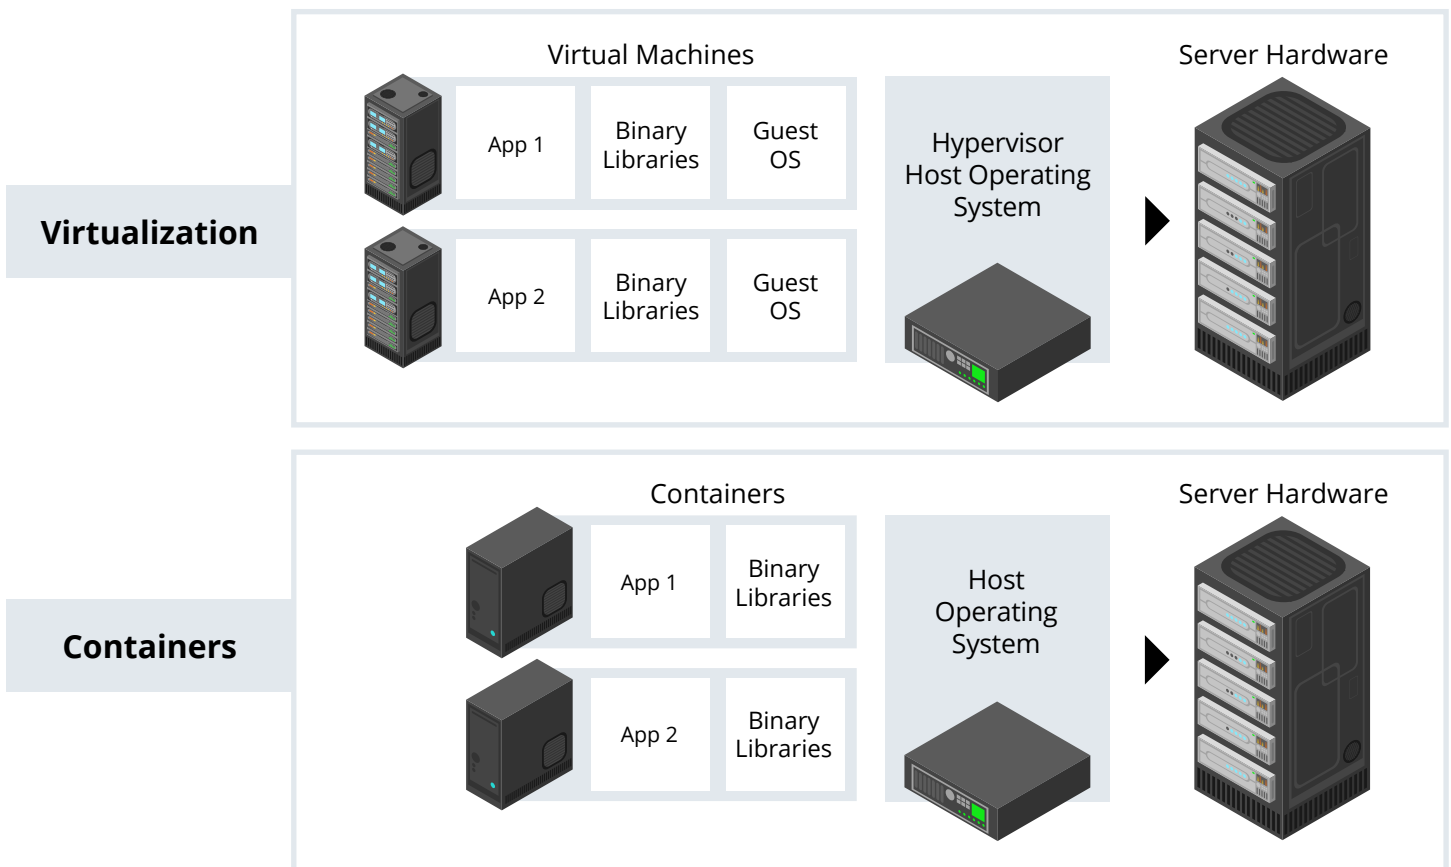 Virtualization
Virtual Machines
App 1
Binary
Libraries
Guest
OS
App 2
Binary
Libraries
Guest
OS
Hypervisor
Host Operating
System
Server Hardware
Containers
Containers
App 1
Binary
Libraries
App 2
Binary
Libraries
Host
Operating
System
Server Hardware